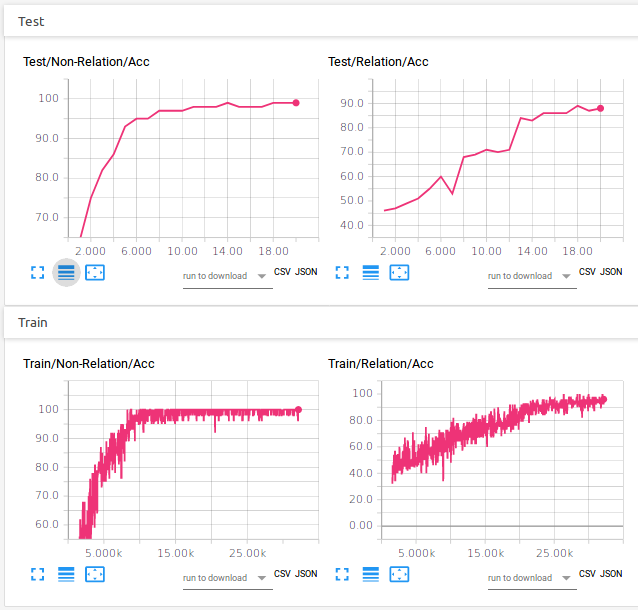 Test
Test/Non-Relation/Acc
Test/Relation/Acc
100
90.0
80.0
70.0
2.000 6.000 10.00 14.00 18.00
90.0
80.0
70.0
60.0
50.0
40.0
2.000 6.000 10.00 14.00 18.00
run to download CSV JSON
run to download CSV JSON
Train
Train/Non-Relation/Acc
Train/Relation/Acc
100
90.0
80.0
70.0
60.0
5.000k 15.00k 25.00k
80.0
60.0
40.0
20.0
0.00
5.000k 15.00k 25.00k
run to download CSV JSON
run to download CSV JSON